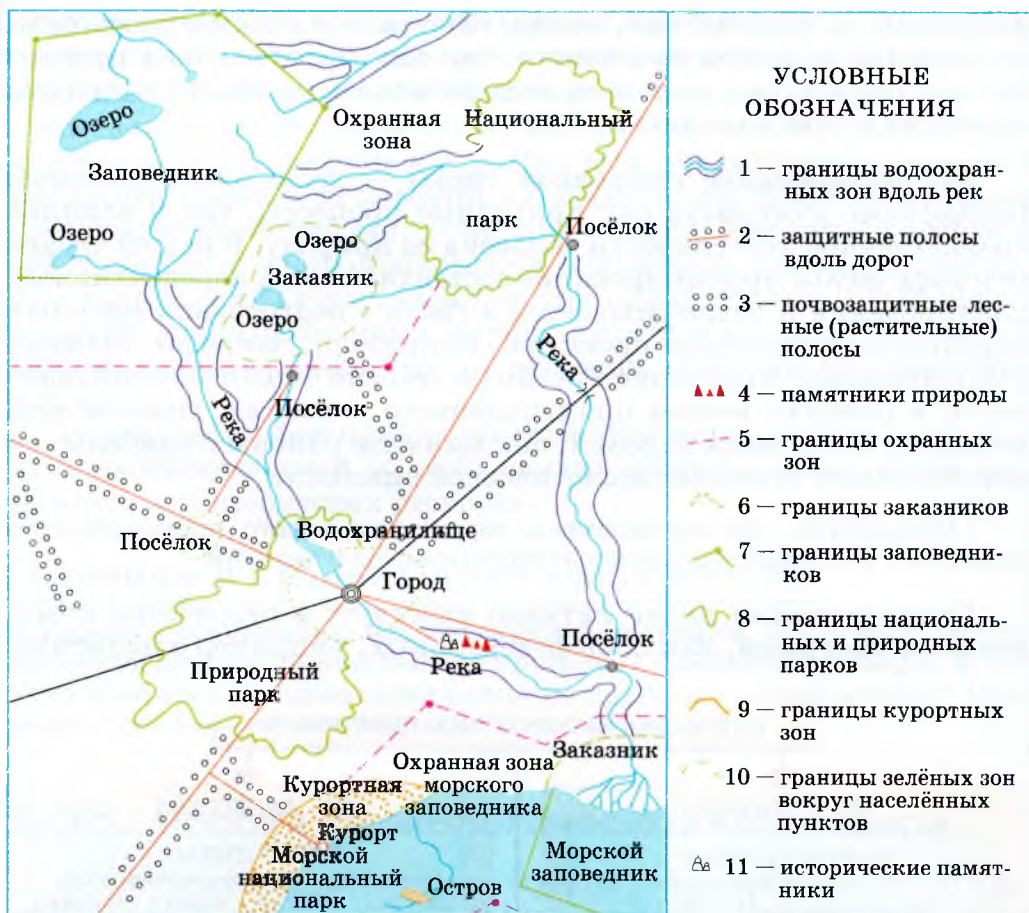 Озеро
Охранная
зона
Национальный
Заповедник
парк
Посёлок
Озеро
Озеро
Заказник
Озеро
Река
Посёлок
Река
Посёлок
Водохранилище
Город
Посёлок
Река
Природный
парк
Заказник
Охранная зона
морского
заповедника
Курортная
зона
Курорт
Морской
национальный
парк
Остров
Морской
заповедник
УСЛОВНЫЕ
ОБОЗНАЧЕНИЯ
1 — границы водоохран-
ных зон вдоль рек
2 — защитные полосы
вдоль дорог
3 — почвозащитные лес-
ные (растительные)
полосы
4 — памятники природы
5 — границы охранных
зон
6 — границы заказников
7 — границы заповедни-
ков
8 — границы националь-
ных и природных
парков
9 — границы курортных
зон
10 — границы зелёных зон
вокруг населённых
пунктов
11 — исторические памят-
ники